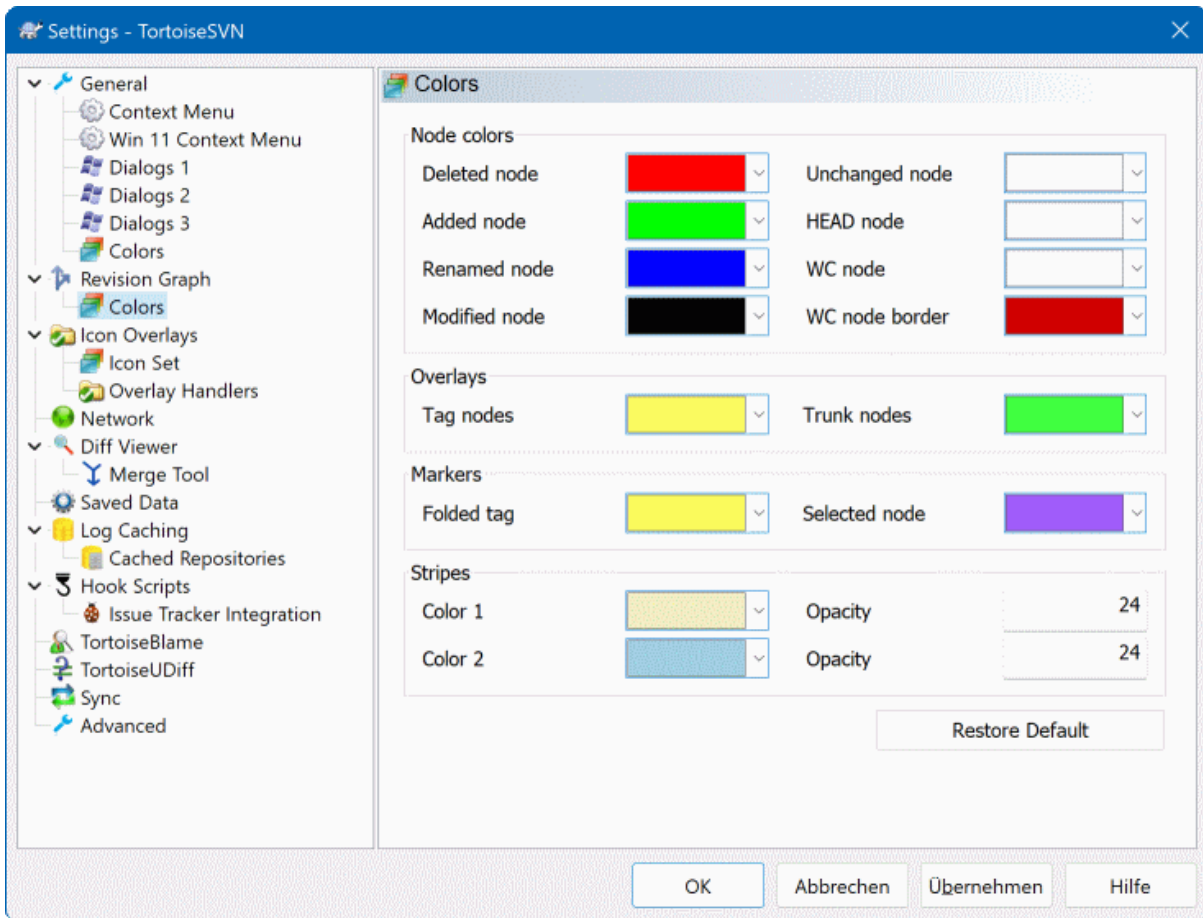 Settings - TortoiseSVN
General
Context Menu
Win 11 Context Menu
Dialogs 1
Dialogs 2
Dialogs 3
Colors
Revision Graph
Colors
Icon Overlays
Icon Set
Overlay Handlers
Network
Diff Viewer
Merge Tool
Saved Data
Log Caching
Cached Repositories
Hook Scripts
Issue Tracker Integration
TortoiseBlame
TortoiseUDiff
Sync
Advanced
Colors
Node colors
Deleted node Unchanged node
Added node HEAD node
Renamed node WC node
Modified node WC node border
Overlays
Tag nodes Trunk nodes
Markers
Folded tag Selected node
Stripes
Color 1 Opacity 24
Color 2 Opacity 24
Restore Default
OK Abbrechen Übernehmen Hilfe